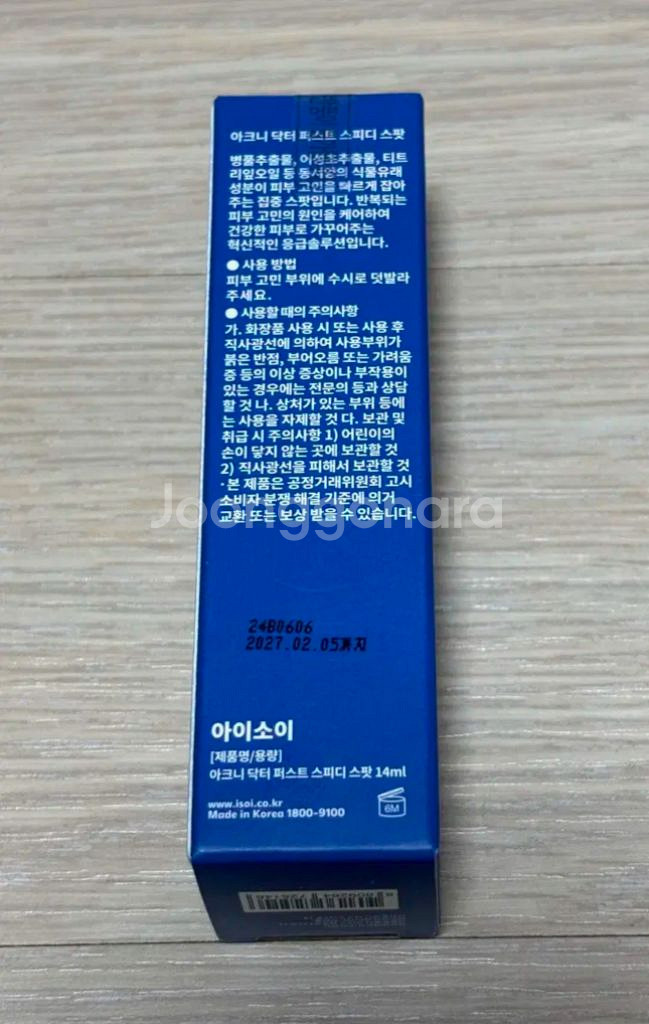 아크니 닥터 퍼스트 스피디 스팟
병풀추출물, 어성초추출물, 티트
리잎오일 등 동서양의 식물유래
성분이 피부 고민을 빠르게 잡아
주는 집중 스팟입니다. 반복되는
피부 고민의 원인을 케어하여
건강한 피부로 가꾸어주는
혁신적인 응급솔루션입니다.
● 사용 방법
피부 고민 부위에 수시로 덧발라
주세요.
● 사용할 때의 주의사항
가. 화장품 사용 시 또는 사용 후
직사광선에 의하여 사용부위가
붉은 반점, 부어오름 또는 가려움
증 등의 이상 증상이나 부작용이
있는 경우에는 전문의 등과 상담
할 것 나. 상처가 있는 부위 등에
는 사용을 자제할 것 다. 보관 및
취급 시 주의사항 1) 어린이의
손이 닿지 않는 곳에 보관할 것
2) 직사광선을 피해서 보관할 것
·본 제품은 공정거래위원회 고시
소비자 분쟁 해결 기준에 의거
교환 또는 보상 받을 수 있습니다.
Joonggonara
24B0606
2027.02.05까지
아이소이
[제품명/용량]
아크니 닥터 퍼스트 스피디 스팟 14ml
www.isoi.co.kr
Made in Korea 1800-9100
6M